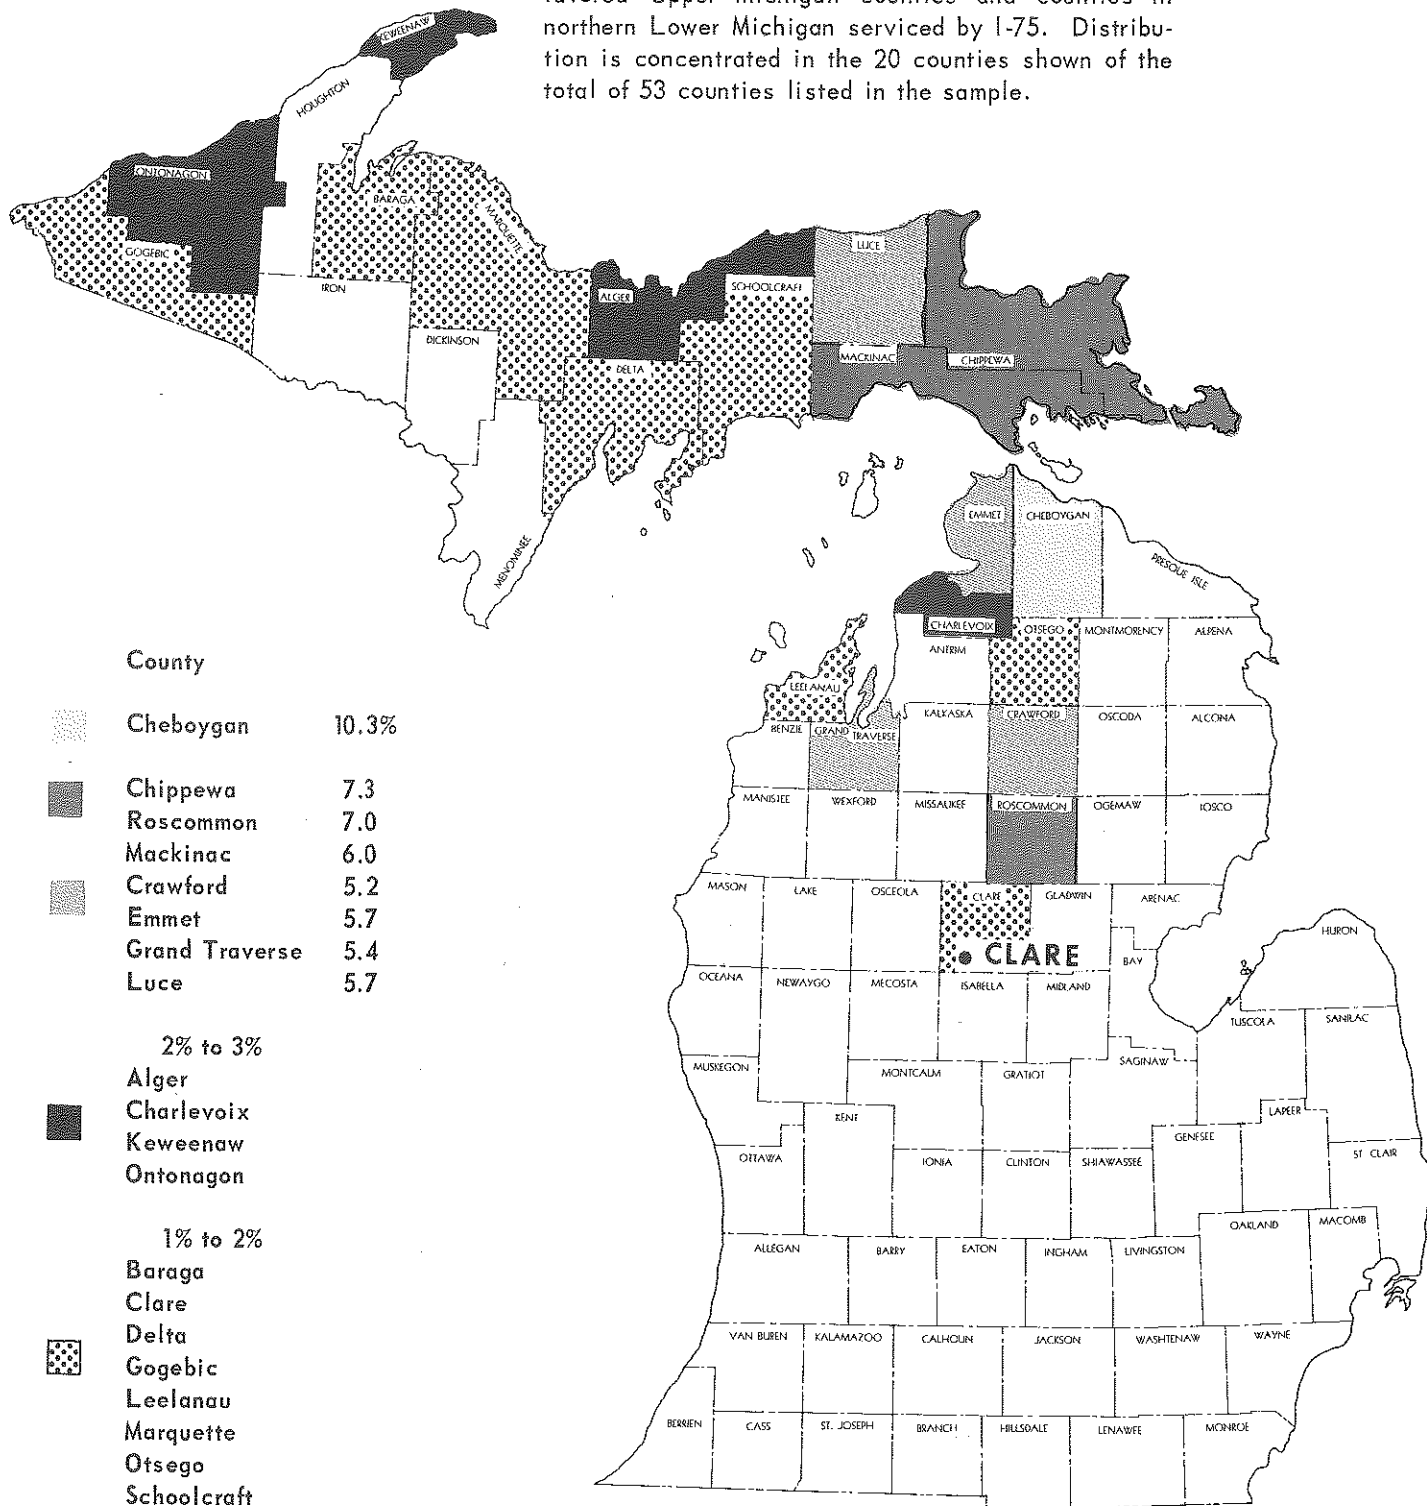 northern Lower Michigan serviced by I-75. Distribu-
tion is concentrated in the 20 counties shown of the
total of 53 counties listed in the sample.
KEWEENAW
HOUGHTON
ONTONAGON
BARAGA
MARQUETTE
GOGEBIC
LUCE
IRON
ALGER
SCHOOLCRAFT
DICKINSON
DELTA
MACKINAC
CHIPPEWA
MENOMINEE
EMMET
CHEBOYGAN
PRESQUE ISLE
CHARLEVOIX
OTSEGO
MONTMORENCY
ALPENA
ANTRIM
LEELANAU
BENZIE
GRAND TRAVERSE
KALKASKA
CRAWFORD
OSCODA
ALCONA
MANISTEE
WEXFORD
MISSAUKEE
ROSCOMMON
OGEMAW
IOSCO
MASON
LAKE
OSCEOLA
CLARE
GLADWIN
ARENAC
HURON
• CLARE
BAY
OCEANA
NEWAYGO
MECOSTA
ISABELLA
MIDLAND
TUSCOLA
SANILAC
MUSKEGON
MONTCALM
GRATIOT
SAGINAW
KENT
LAPEER
GENESEE
OTTAWA
IONIA
CLINTON
SHIAWASSEE
ST CLAIR
OAKLAND
MACOMB
ALLEGAN
BARRY
EATON
INGHAM
LIVINGSTON
VAN BUREN
KALAMAZOO
CALHOUN
JACKSON
WASHTENAW
WAYNE
BERRIEN
CASS
ST. JOSEPH
BRANCH
HILLSDALE
LENAWEE
MONROE
County
Cheboygan 10.3%
Chippewa 7.3
Roscommon 7.0
Mackinac 6.0
Crawford 5.2
Emmet 5.7
Grand Traverse 5.4
Luce 5.7
2% to 3%
Alger
Charlevoix
Keweenaw
Ontonagon
1% to 2%
Baraga
Clare
Delta
Gogebic
Leelanau
Marquette
Otsego
Schoolcraft